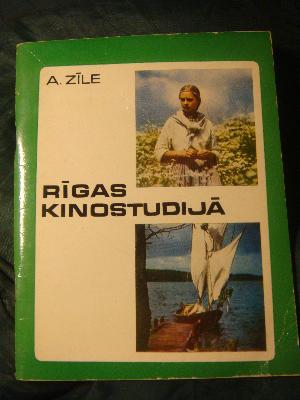 A. ZĪLE
RĪGAS
KINOSTUDIJĀ